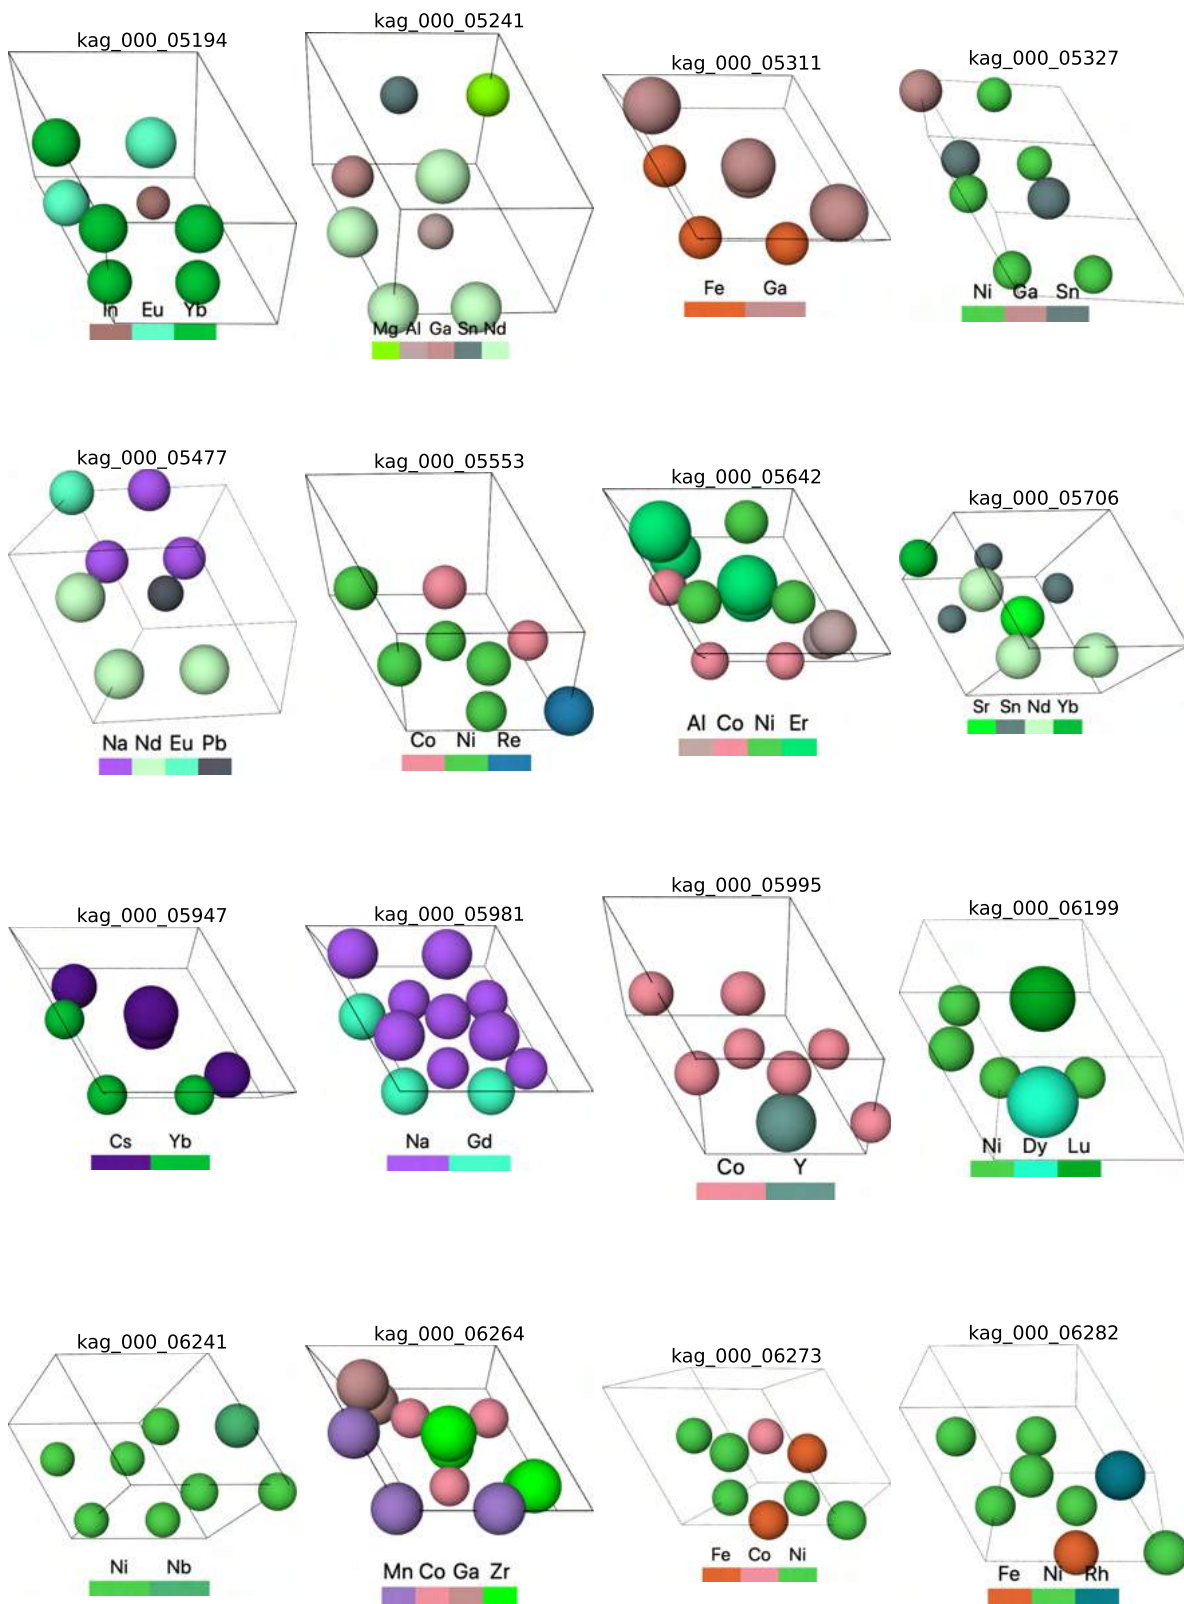 kag_000_05194
kag_000_05241
kag_000_05311
kag_000_05327
In Eu Yb
Mg Al Ga Sn Nd
Fe Ga
Ni Ga Sn
kag_000_05477
kag_000_05553
kag_000_05642
kag_000_05706
Na Nd Eu Pb
Co Ni Re
Al Co Ni Er
Sr Sn Nd Yb
kag_000_05947
kag_000_05981
kag_000_05995
kag_000_06199
Cs Yb
Na Gd
Co Y
Ni Dy Lu
kag_000_06241
kag_000_06264
kag_000_06273
kag_000_06282
Ni Nb
Mn Co Ga Zr
Fe Co Ni
Fe Ni Rh